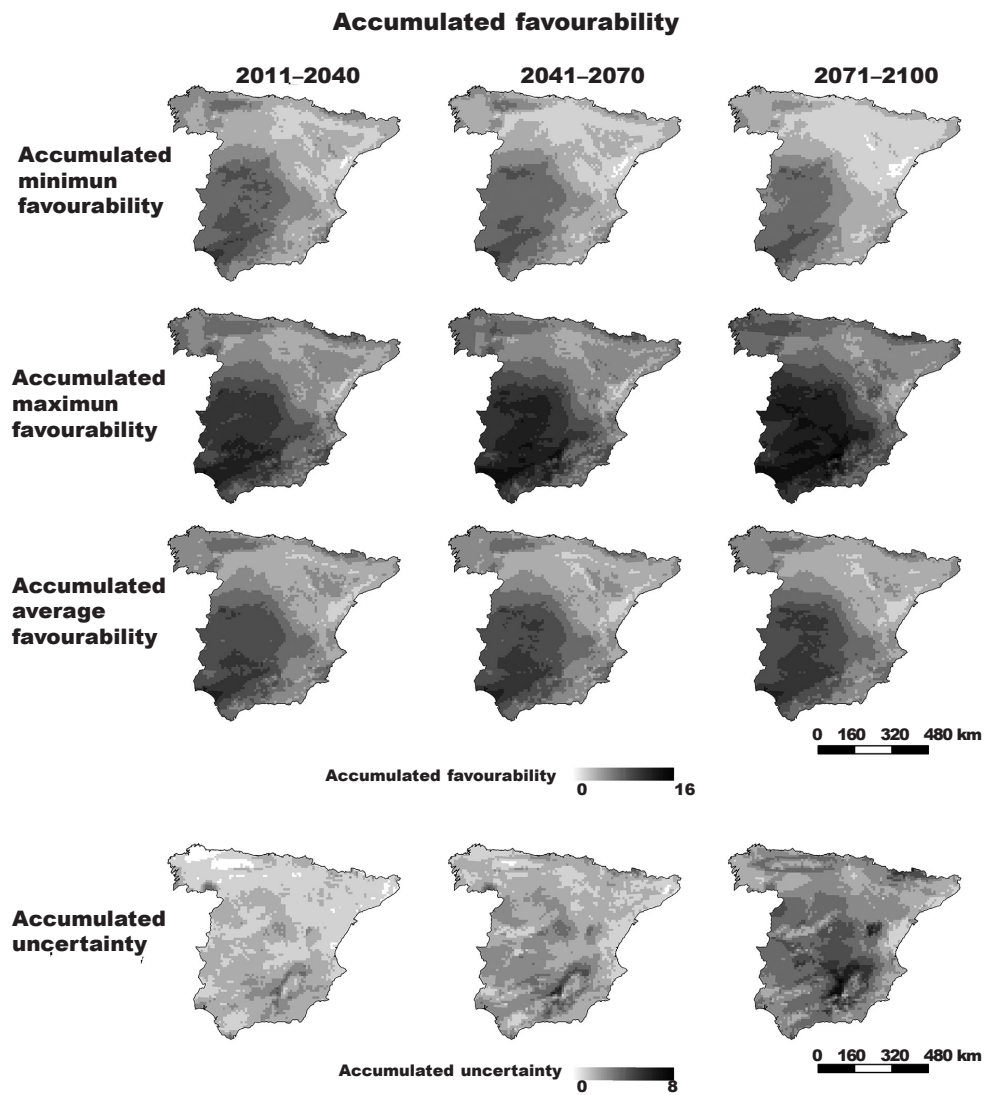 Accumulated favourability
2011–2040
2041–2070
2071–2100
Accumulated
minimun
favourability
Accumulated
maximun
favourability
Accumulated
average
favourability
0 160 320 480 km
Accumulated favourability
0 16
Accumulated
uncertainty
Accumulated uncertainty
0 8
0 160 320 480 km